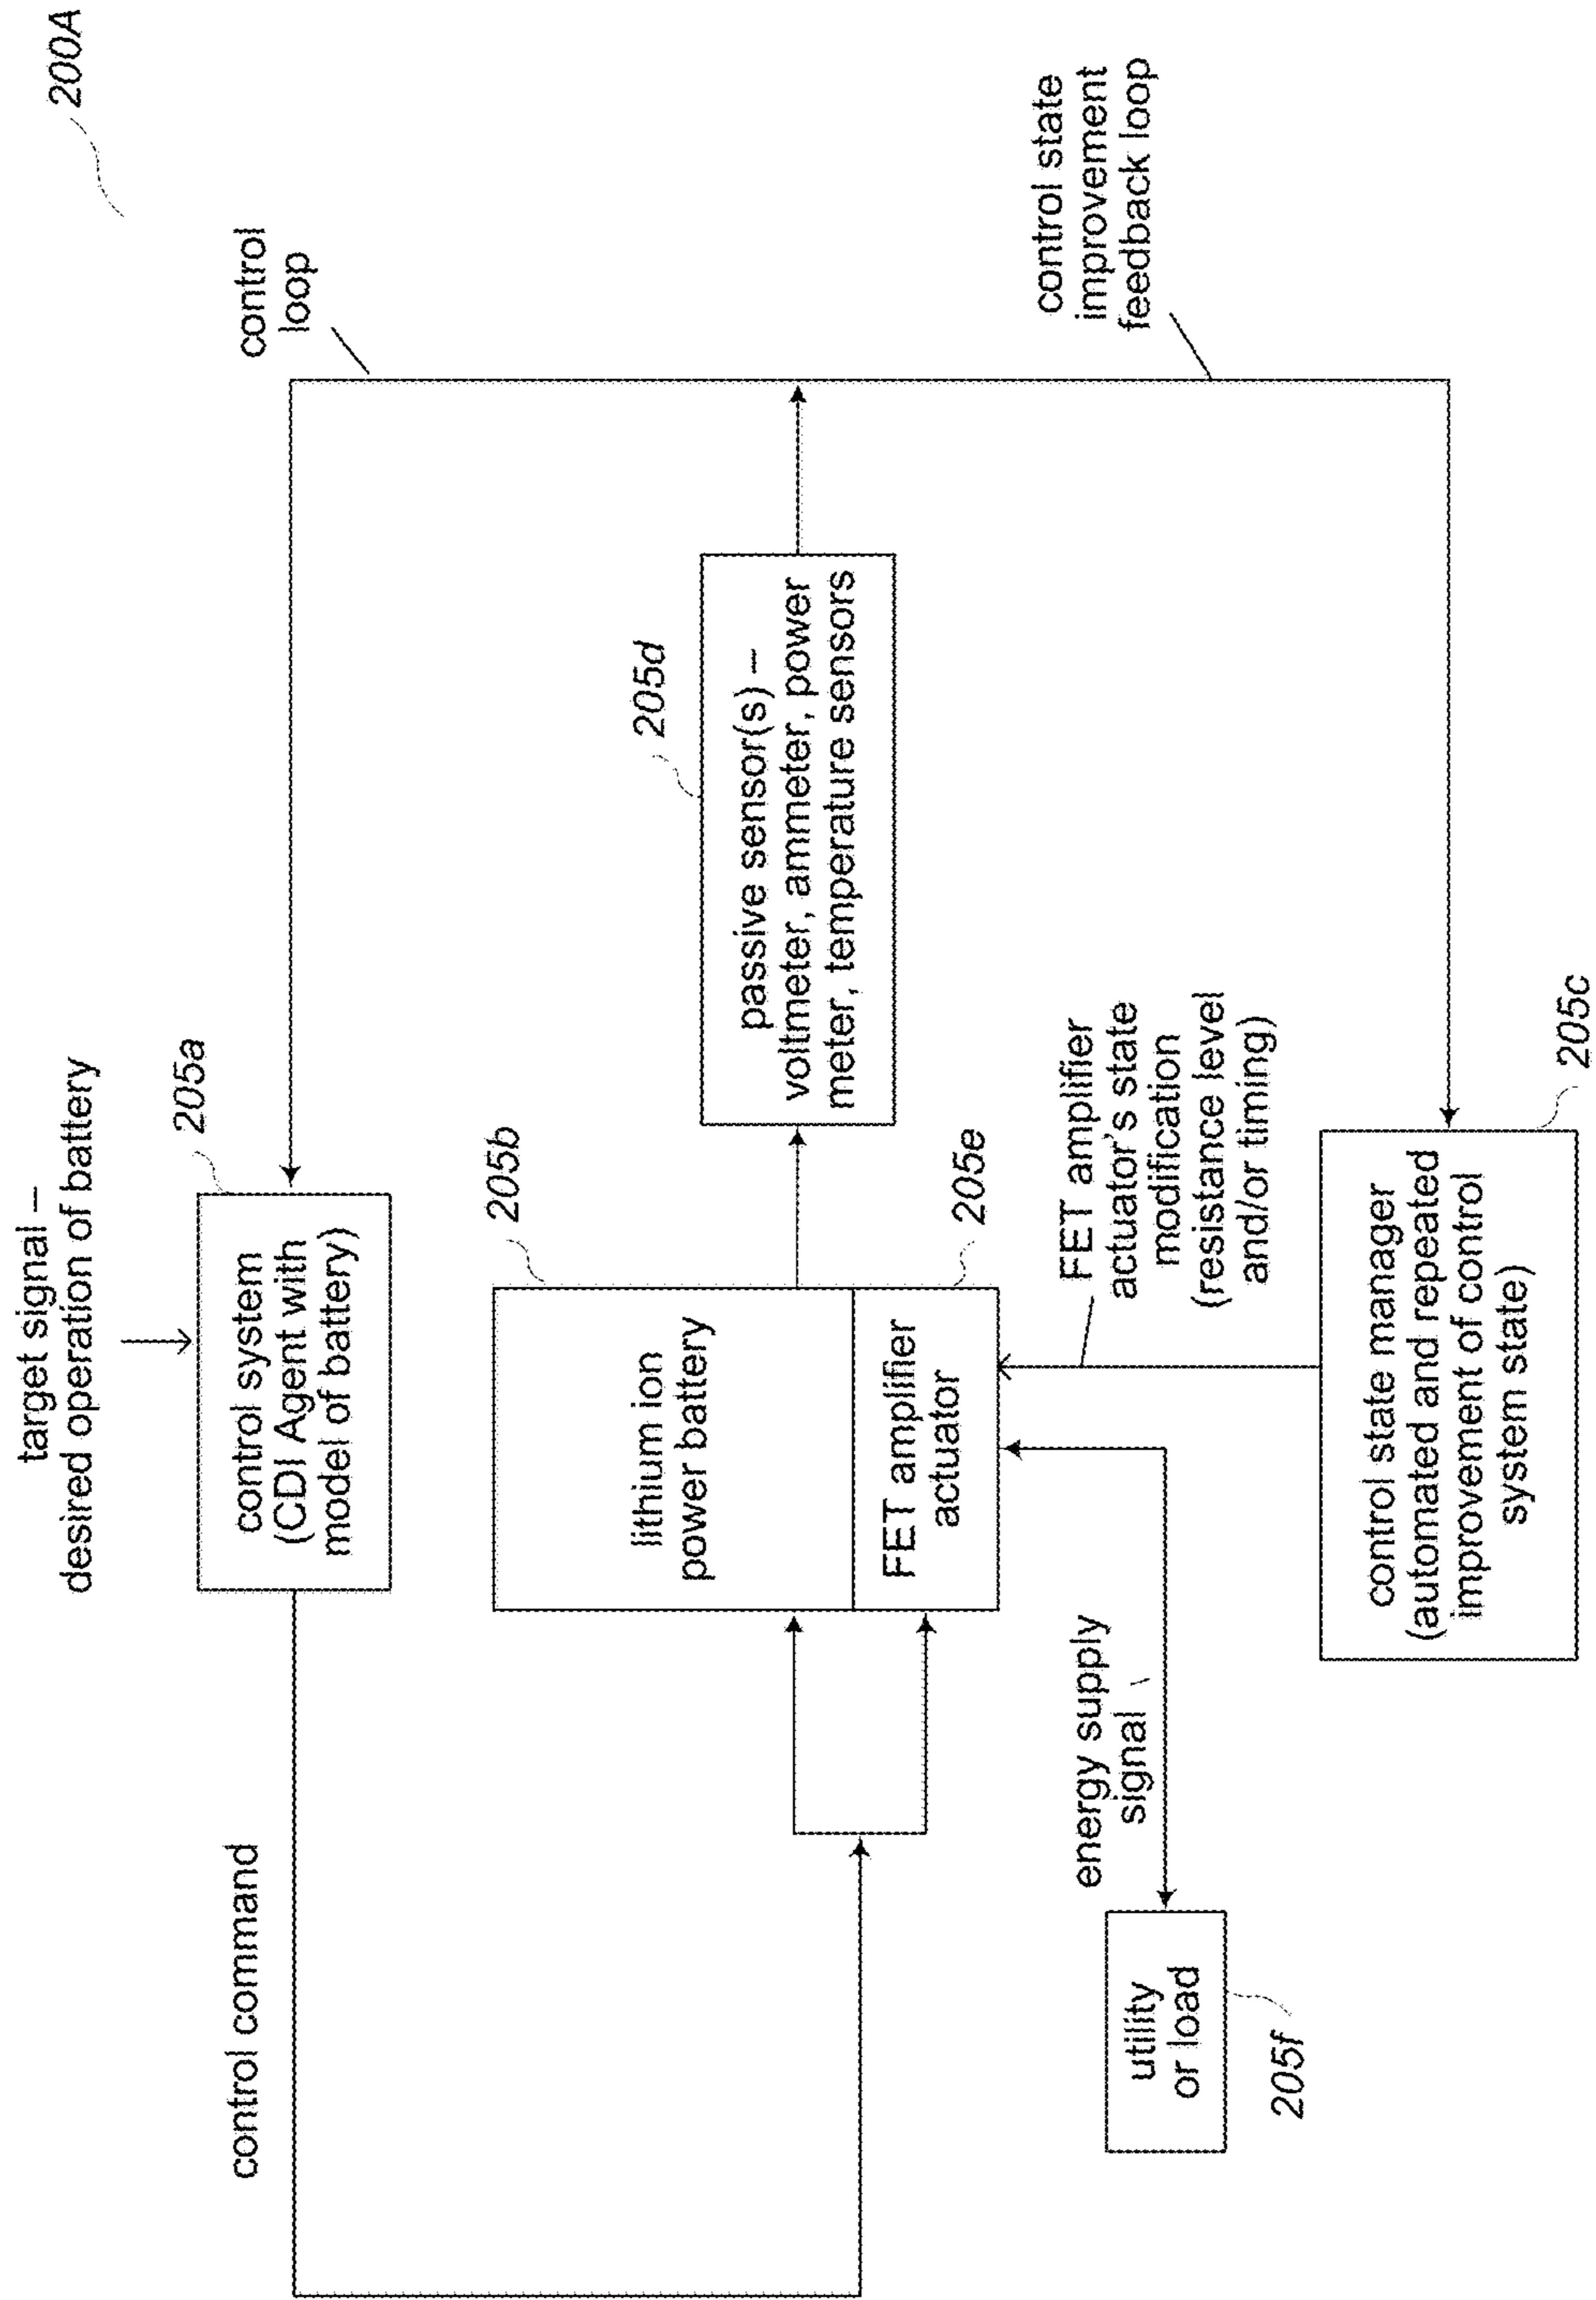 200A
target signal –
desired operation of battery
205a
control system
(CDI Agent with
model of battery)
control command
control
loop
205b
lithium ion
power battery
205e
FET amplifier
actuator
205d
passive sensor(s) –
voltmeter, ammeter, power
meter, temperature sensors
control state
improvement
feedback loop
energy supply
signal
utility
or load
205f
FET amplifier
actuator's state
modification
(resistance level
and/or timing)
control state manager
(automated and repeated
improvement of control
system state)
205c